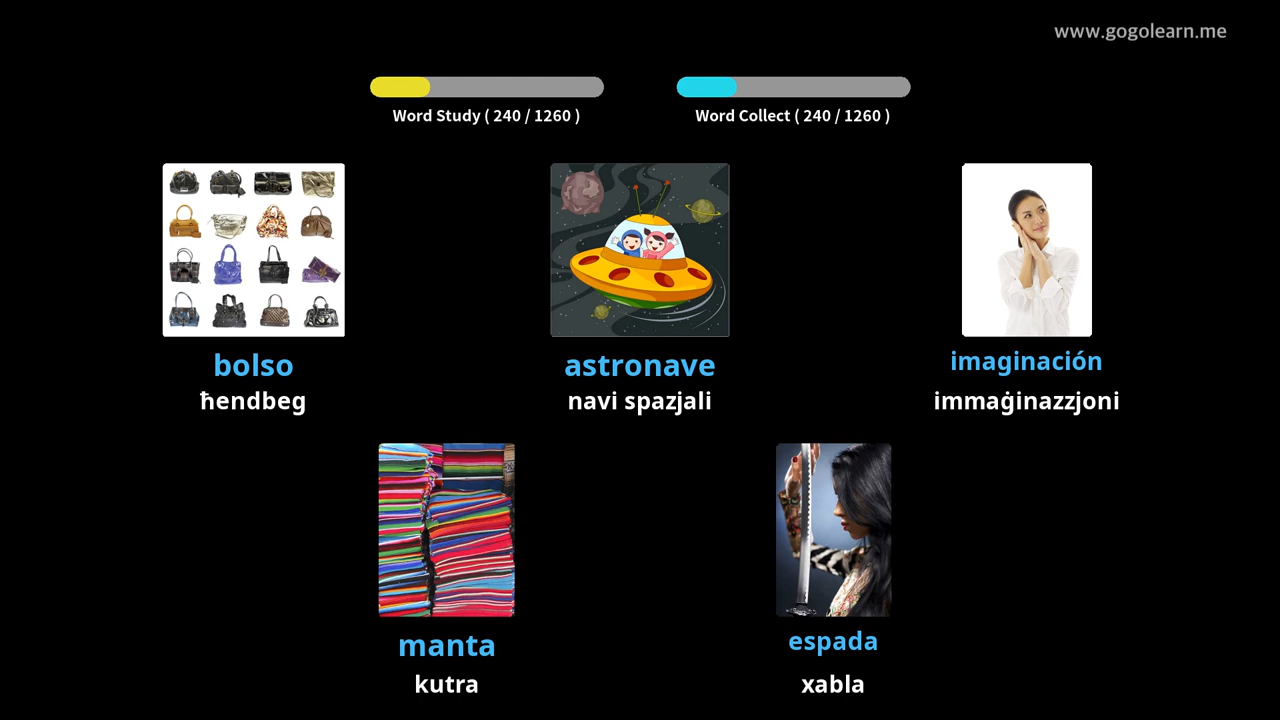 www.gogolearn.me
Word Study ( 240 / 1260 )
Word Collect ( 240 / 1260 )
bolso
ħendbeg
astronave
navi spazjali
imaginación
immaġinazzjoni
manta
kutra
espada
xabla